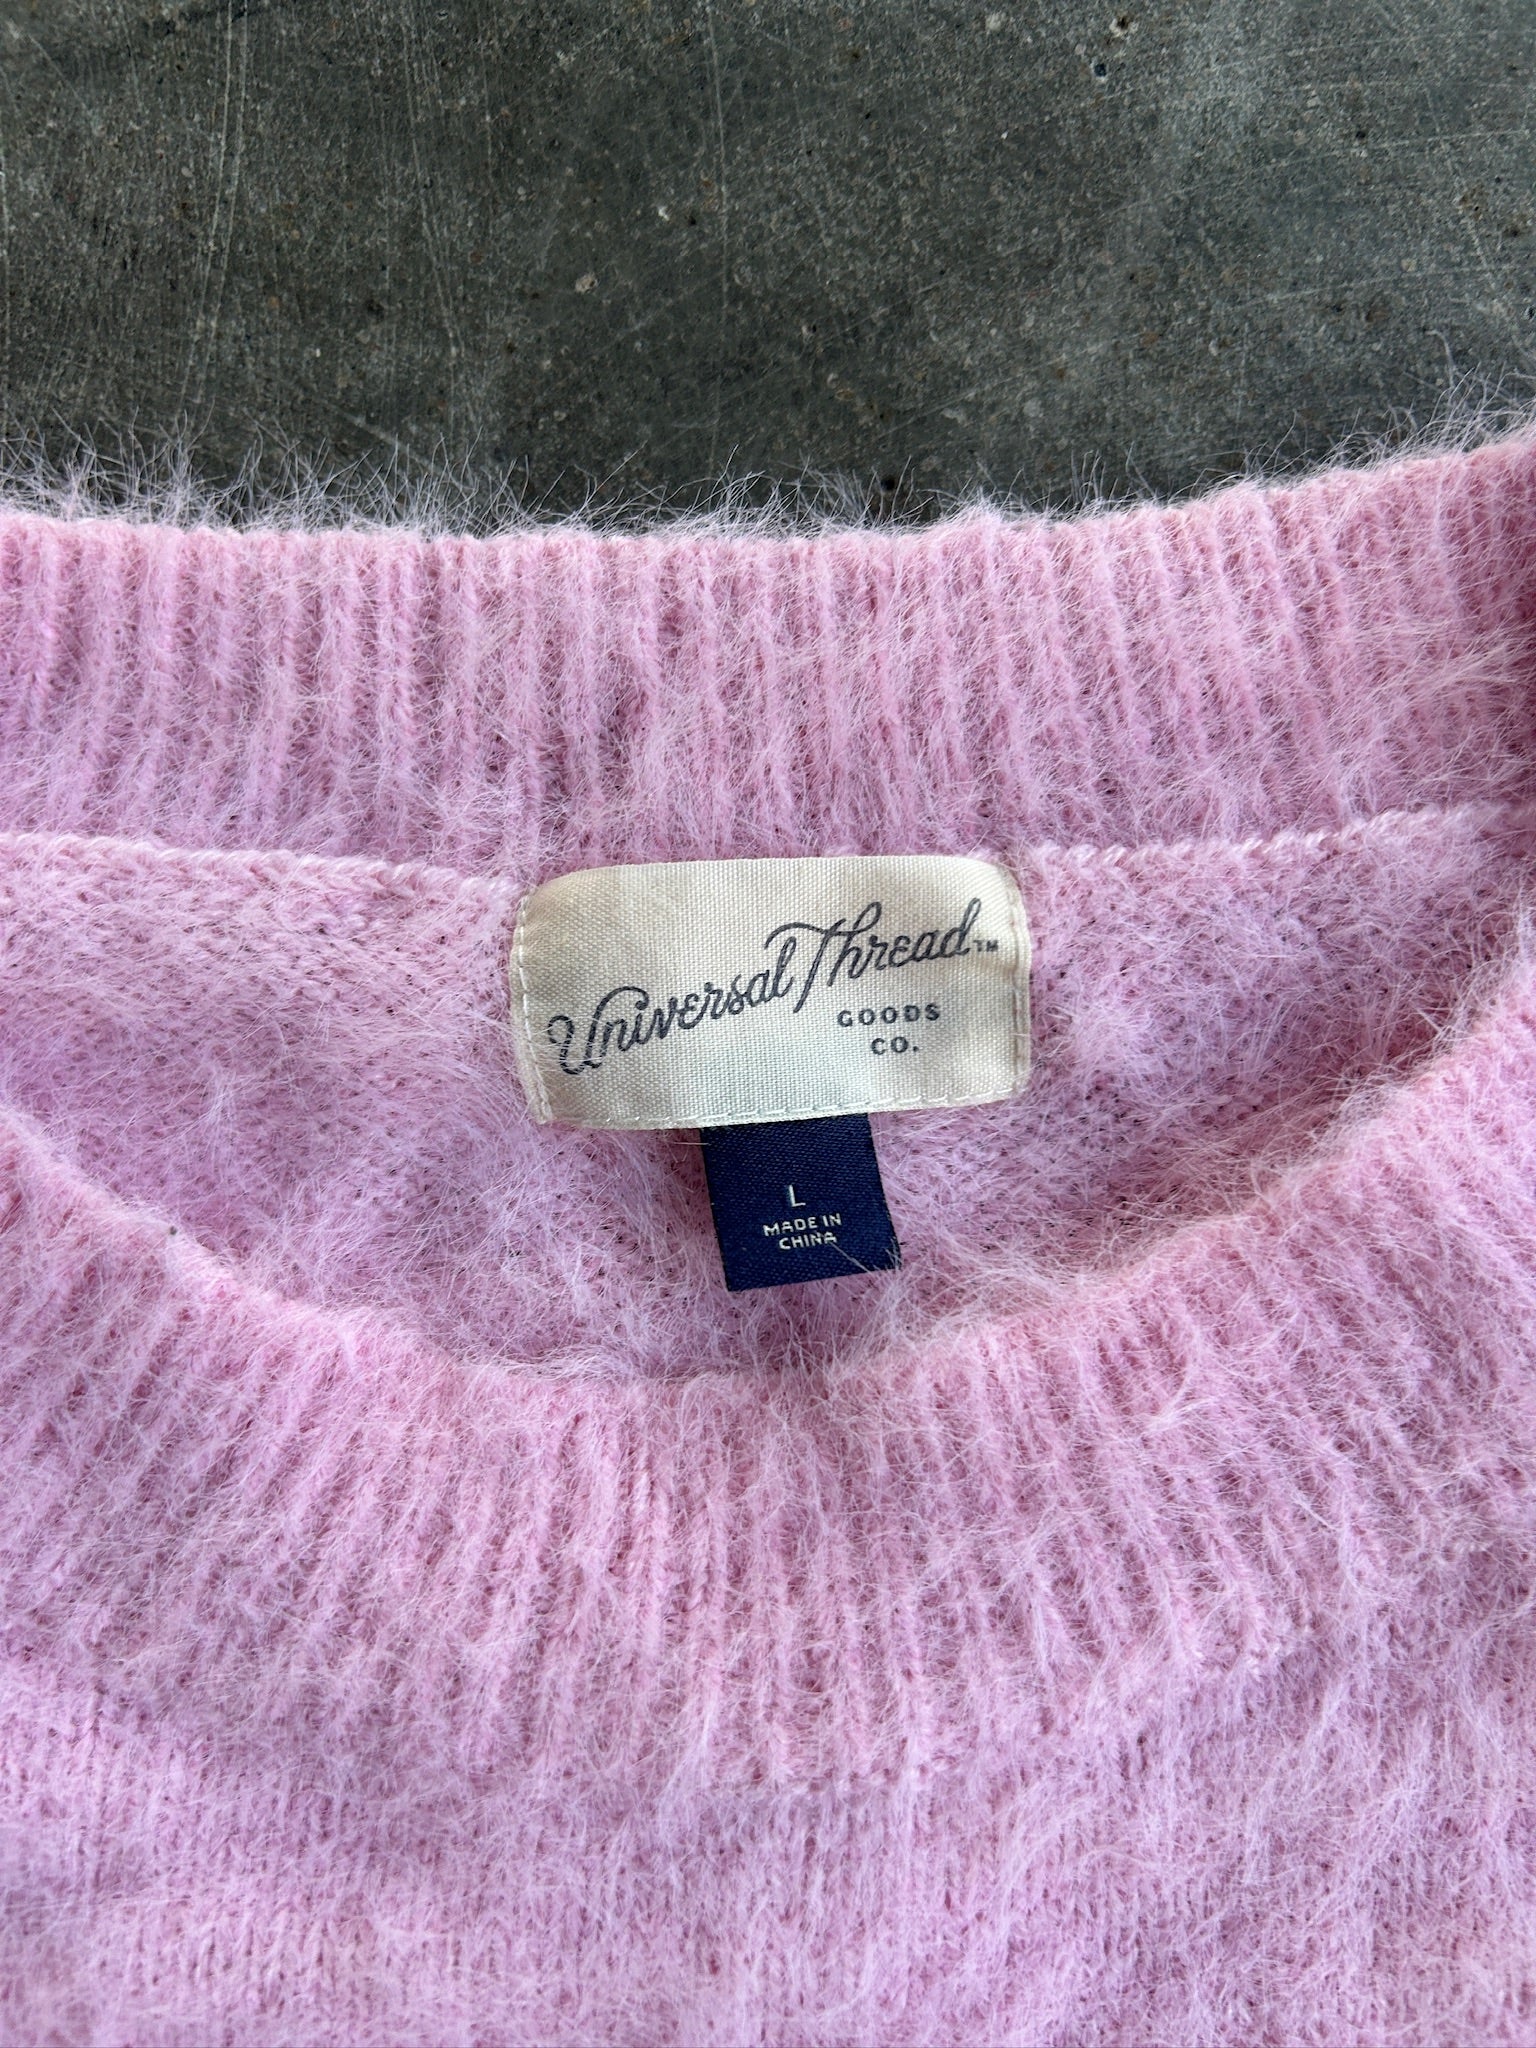 Universal Thread™
GOODS
CO.
L
MADE IN
CHINA